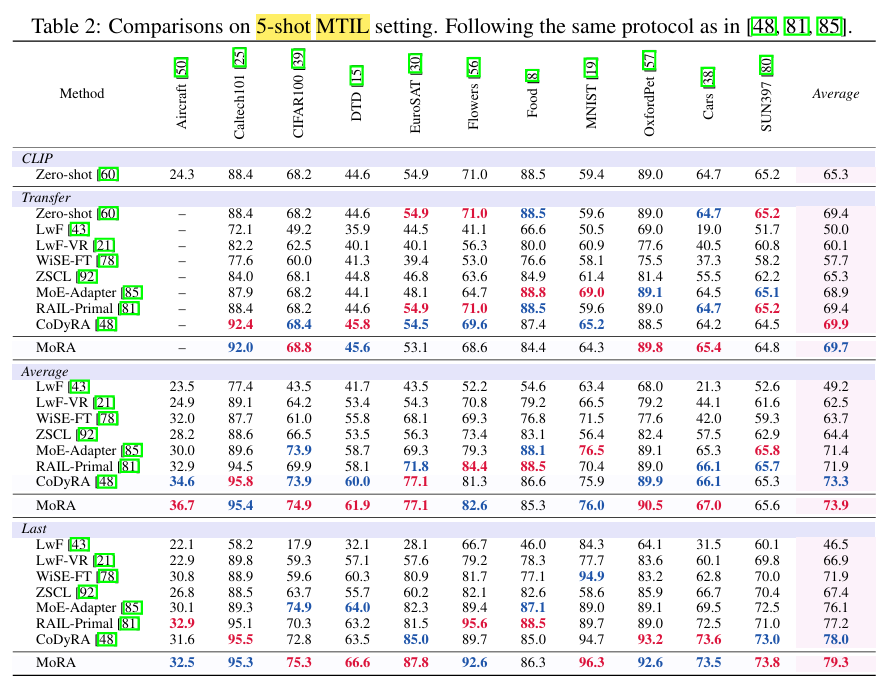 Table 2: Comparisons on 5-shot MTIL setting. Following the same protocol as in [48, 81, 85].
Method Aircraft [50] Caltech101 [25] CIFAR100 [39] DTD [15] EuroSAT [30] Flowers [56] Food [8] MNIST [19] OxfordPet [57] Cars [38] SUN397 [80] Average
CLIP
Zero-shot [60] 24.3 88.4 68.2 44.6 54.9 71.0 88.5 59.4 89.0 64.7 65.2 65.3
Transfer
Zero-shot [60] – 88.4 68.2 44.6 54.9 71.0 88.5 59.6 89.0 64.7 65.2 69.4
LwF [43] – 72.1 49.2 35.9 44.5 41.1 66.6 50.5 69.0 19.0 51.7 50.0
LwF-VR [21] – 82.2 62.5 40.1 40.1 56.3 80.0 60.9 77.6 40.5 60.8 60.1
WiSE-FT [78] – 77.6 60.0 41.3 39.4 53.0 76.6 58.1 75.5 37.3 58.2 57.7
ZSCL [92] – 84.0 68.1 44.8 46.8 63.6 84.9 61.4 81.4 55.5 62.2 65.3
MoE-Adapter [85] – 87.9 68.2 44.1 48.1 64.7 88.8 69.0 89.1 64.5 65.1 68.9
RAIL-Primal [81] – 88.4 68.2 44.6 54.9 71.0 88.5 59.6 89.0 64.7 65.2 69.4
CoDyRA [48] – 92.4 68.4 45.8 54.5 69.6 87.4 65.2 88.5 64.2 64.5 69.9
MoRA – 92.0 68.8 45.6 53.1 68.6 84.4 64.3 89.8 65.4 64.8 69.7
Average
LwF [43] 23.5 77.4 43.5 41.7 43.5 52.2 54.6 63.4 68.0 21.3 52.6 49.2
LwF-VR [21] 24.9 89.1 64.2 53.4 54.3 70.8 79.2 66.5 79.2 44.1 61.6 62.5
WiSE-FT [78] 32.0 87.7 61.0 55.8 68.1 69.3 76.8 71.5 77.6 42.0 59.3 63.7
ZSCL [92] 28.2 88.6 66.5 53.5 56.3 73.4 83.1 56.4 82.4 57.5 62.9 64.4
MoE-Adapter [85] 30.0 89.6 73.9 58.7 69.3 79.3 88.1 76.5 89.1 65.3 65.8 71.4
RAIL-Primal [81] 32.9 94.5 69.9 58.1 71.8 84.4 88.5 70.4 89.0 66.1 65.7 71.9
CoDyRA [48] 34.6 95.8 73.9 60.0 77.1 81.3 86.6 75.9 89.9 66.1 65.3 73.3
MoRA 36.7 95.4 74.9 61.9 77.1 82.6 85.3 76.0 90.5 67.0 65.6 73.9
Last
LwF [43] 22.1 58.2 17.9 32.1 28.1 66.7 46.0 84.3 64.1 31.5 60.1 46.5
LwF-VR [21] 22.9 89.8 59.3 57.1 57.6 79.2 78.3 77.7 83.6 60.1 69.8 66.9
WiSE-FT [78] 30.8 88.9 59.6 60.3 80.9 81.7 77.1 94.9 83.2 62.8 70.0 71.9
ZSCL [92] 26.8 88.5 63.7 55.7 60.2 82.1 82.6 58.6 85.9 66.7 70.4 67.4
MoE-Adapter [85] 30.1 89.3 74.9 64.0 82.3 89.4 87.1 89.0 89.1 69.5 72.5 76.1
RAIL-Primal [81] 32.9 95.1 70.3 63.2 81.5 95.6 88.5 89.7 89.0 72.5 71.0 77.2
CoDyRA [48] 31.6 95.5 72.8 63.5 85.0 89.7 85.0 94.7 93.2 73.6 73.0 78.0
MoRA 32.5 95.3 75.3 66.6 87.8 92.6 86.3 96.3 92.6 73.5 73.8 79.3